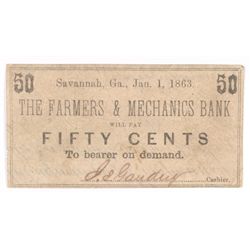 50 Savannah, Ga., Jan. 1, 1863. 50
THE FARMERS & MECHANICS BANK
WILL PAY
FIFTY CENTS
To bearer on demand.
Cashier.